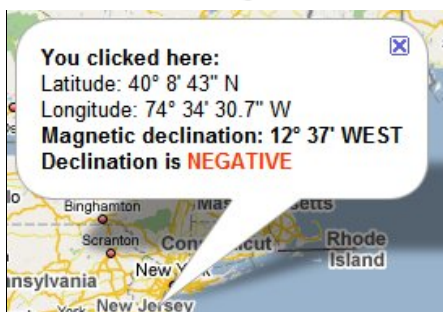 You clicked here:
Latitude: 40° 8' 43" N
Longitude: 74° 34' 30.7" W
Magnetic declination: 12° 37' WEST
Declination is NEGATIVE
Binghamton
Scranton
Rhode
Island
New
nsylvania
York
New Jersey